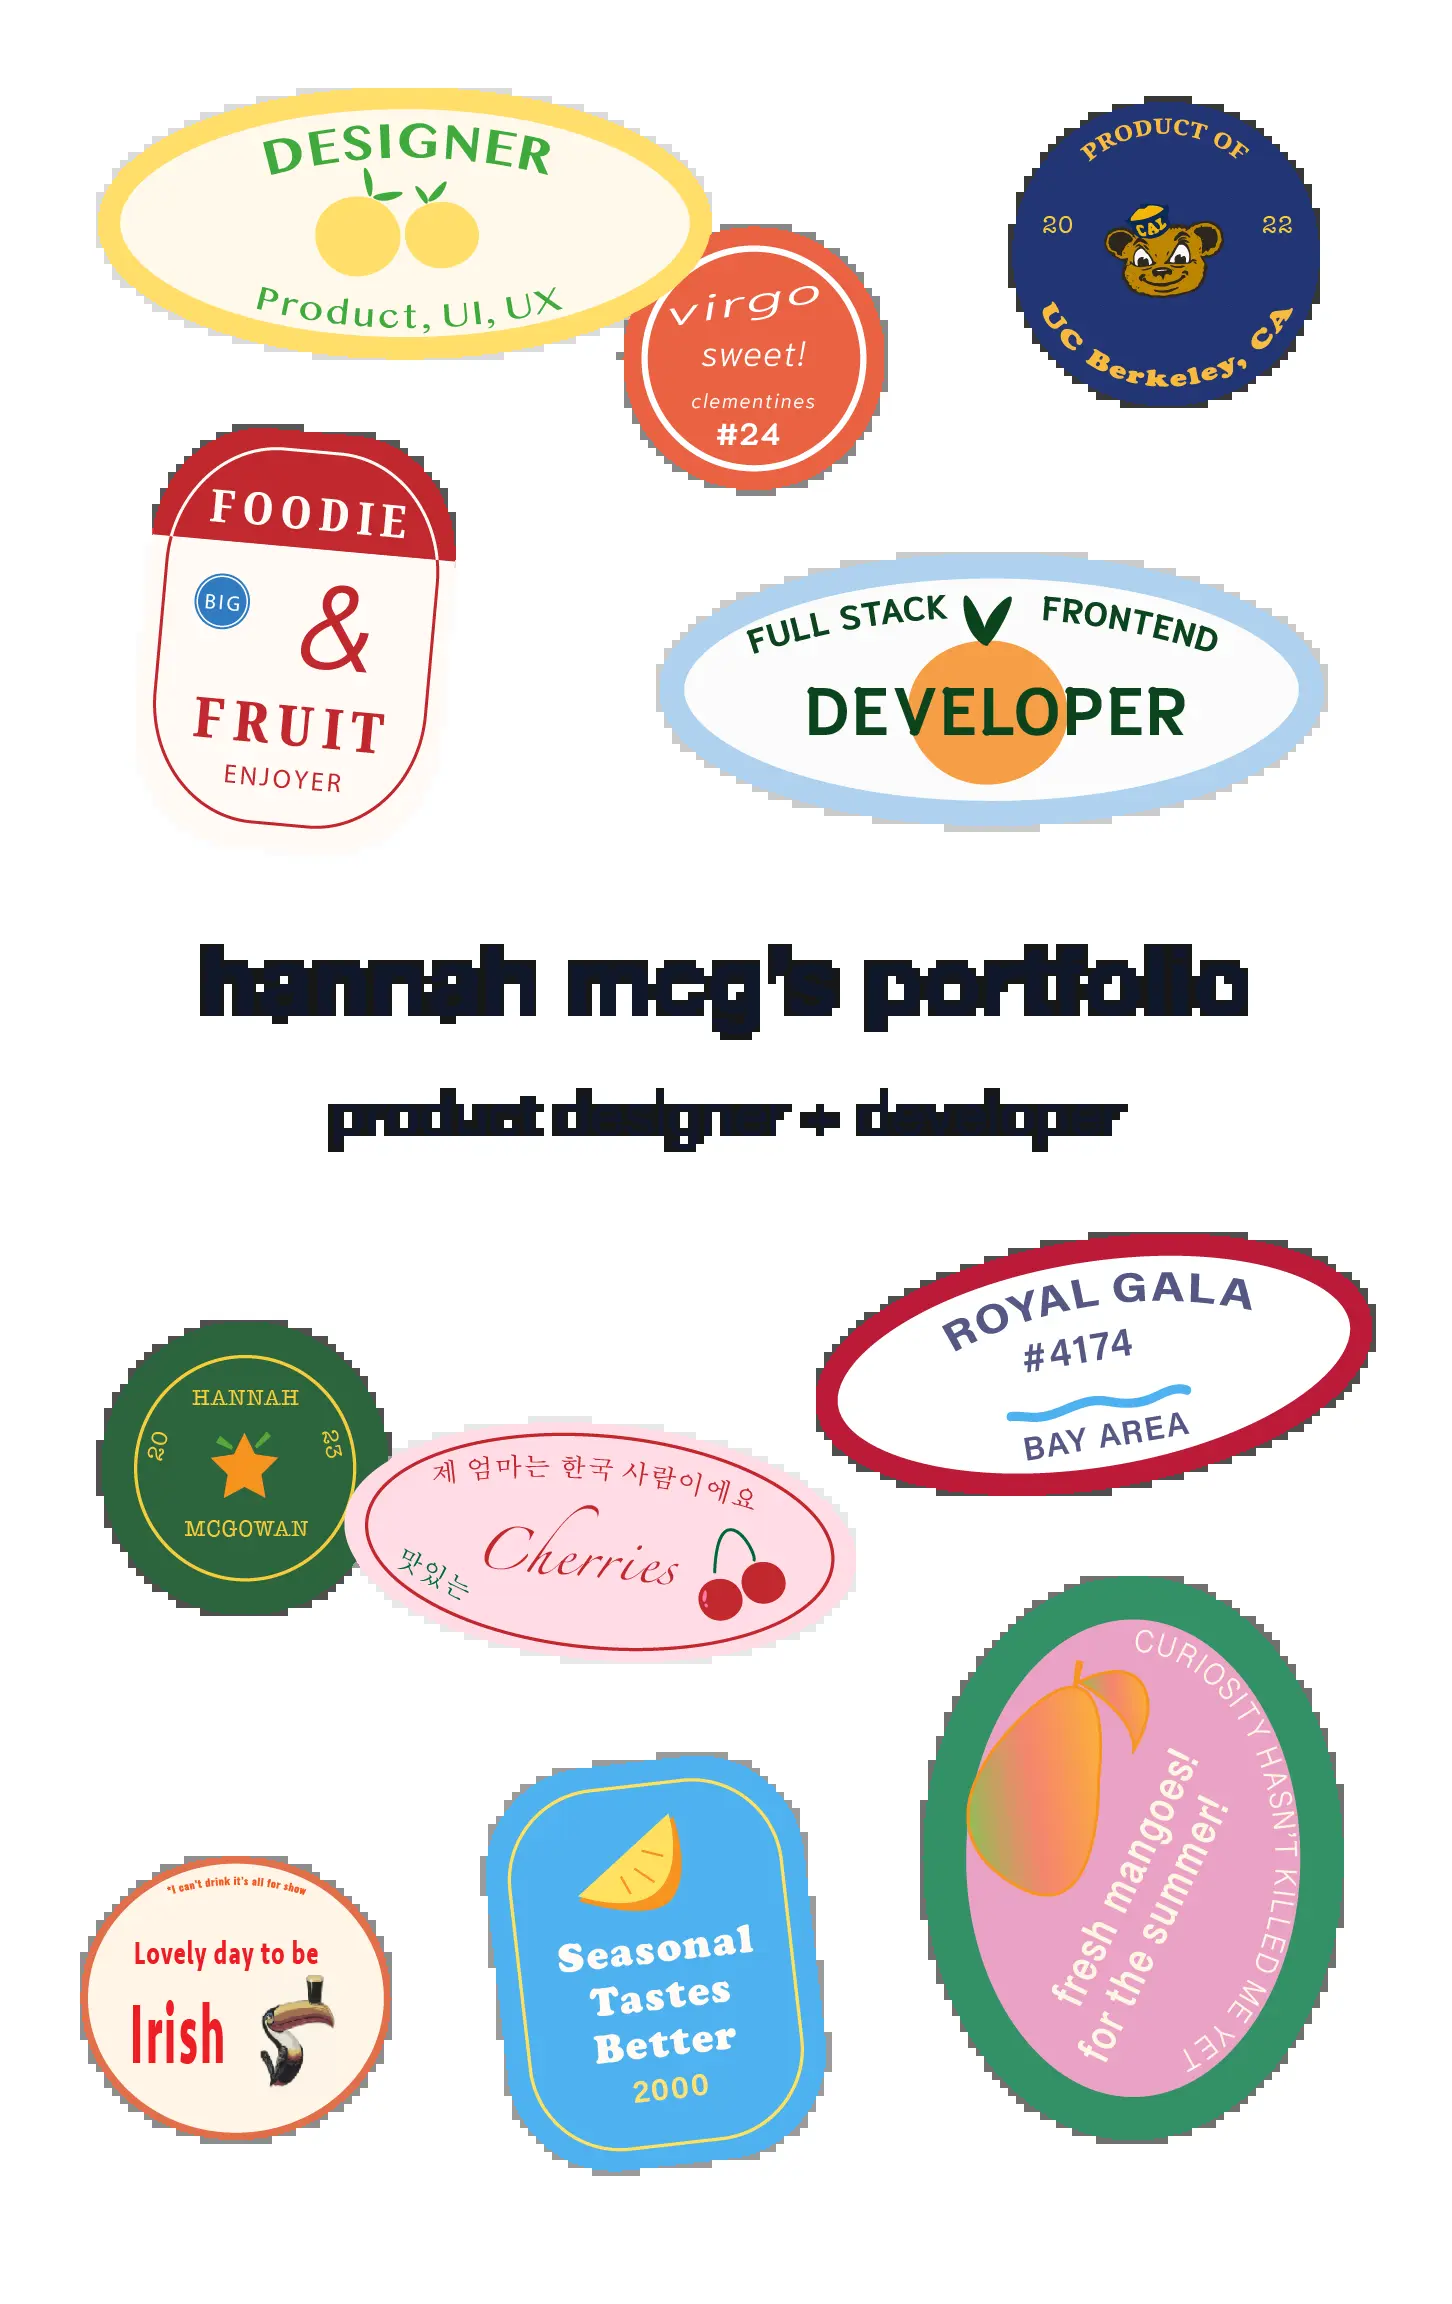 DESIGNER
Product, UI, UX
virgo
sweet!
clementines
#24
PRODUCT OF
20 22
CAL
UC Berkeley, CA
FOODIE
BIG
&
FRUIT
ENJOYER
FULL STACK FRONTEND
DEVELOPER
hannah mcg's portfolio
product designer + developer
ROYAL GALA
#4174
BAY AREA
HANNAH
20 23
MCGOWAN
제 엄마는 한국 사람이에요
맛있는
Cherries
CURIOSITY HASN'T KILLED ME YET
fresh mangoes!
for the summer!
Seasonal
Tastes
Better
2000
*I can't drink it's all for show
Lovely day to be
Irish